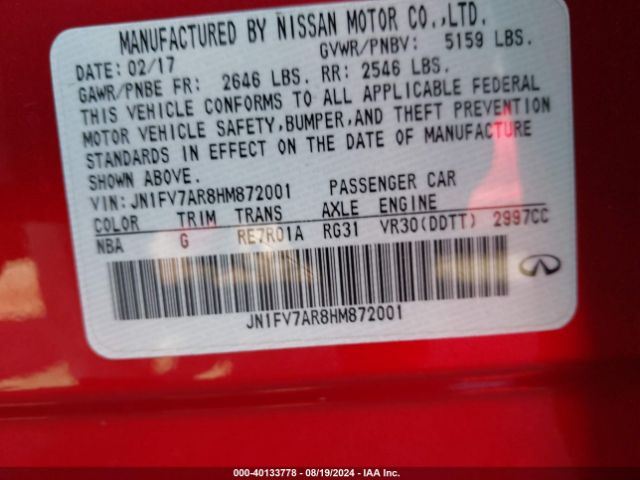 MANUFACTURED BY NISSAN MOTOR CO.,LTD.
DATE: 02/17 GVWR/PNBV: 5159 LBS.
GAWR/PNBE FR: 2646 LBS. RR: 2546 LBS.
THIS VEHICLE CONFORMS TO ALL APPLICABLE FEDERAL
MOTOR VEHICLE SAFETY,BUMPER,AND THEFT PREVENTION
STANDARDS IN EFFECT ON THE DATE OF MANUFACTURE
SHOWN ABOVE.
VIN: JN1FV7AR8HM872001 PASSENGER CAR
COLOR TRIM TRANS AXLE ENGINE
NBA G RE7R01A RG31 VR30(DDTT) 2997CC
JN1FV7AR8HM872001
000-40133778 - 08/19/2024 - IAA Inc.